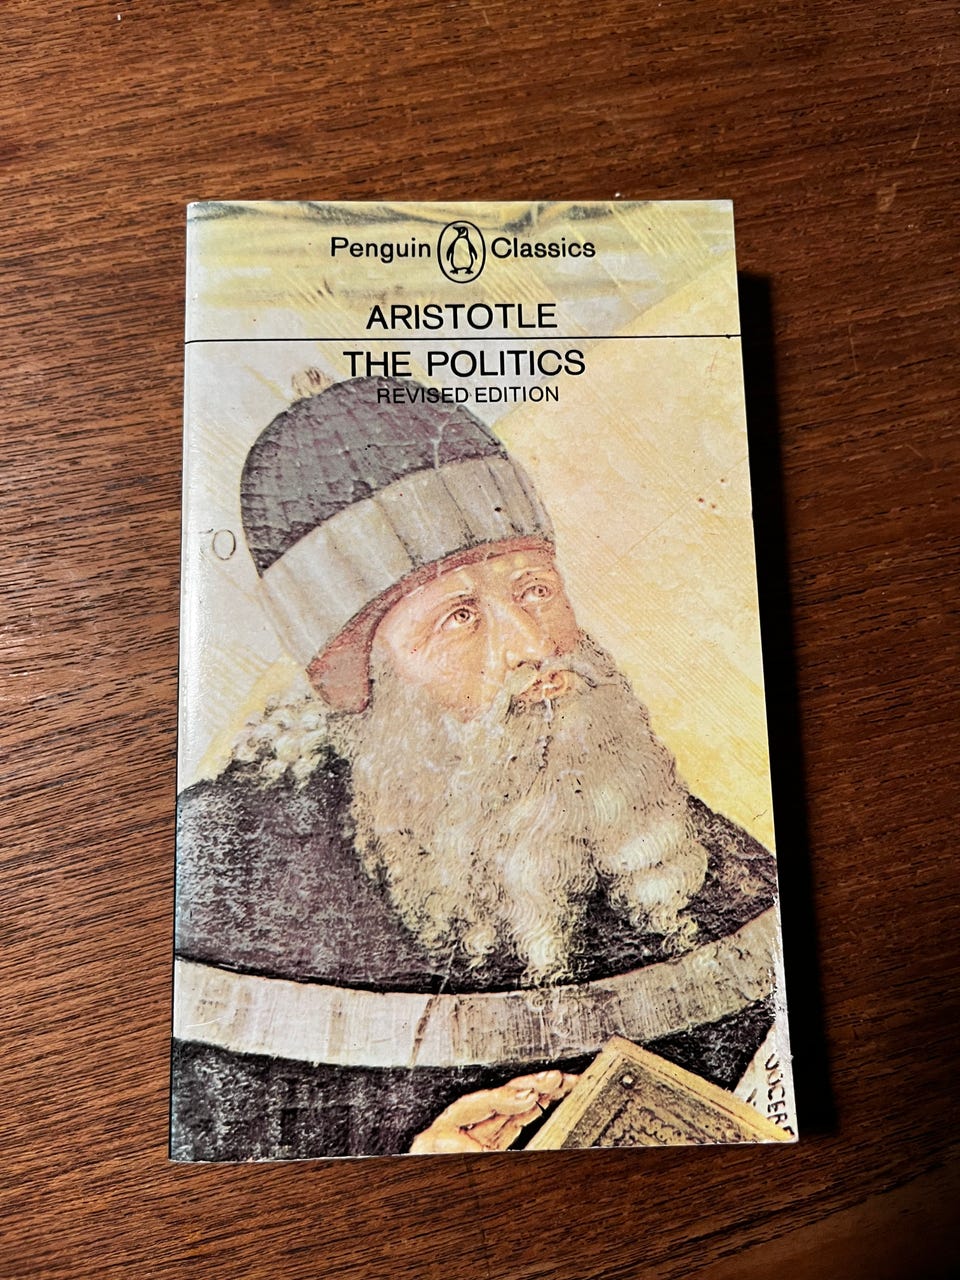 Penguin Classics
ARISTOTLE
THE POLITICS
REVISED EDITION